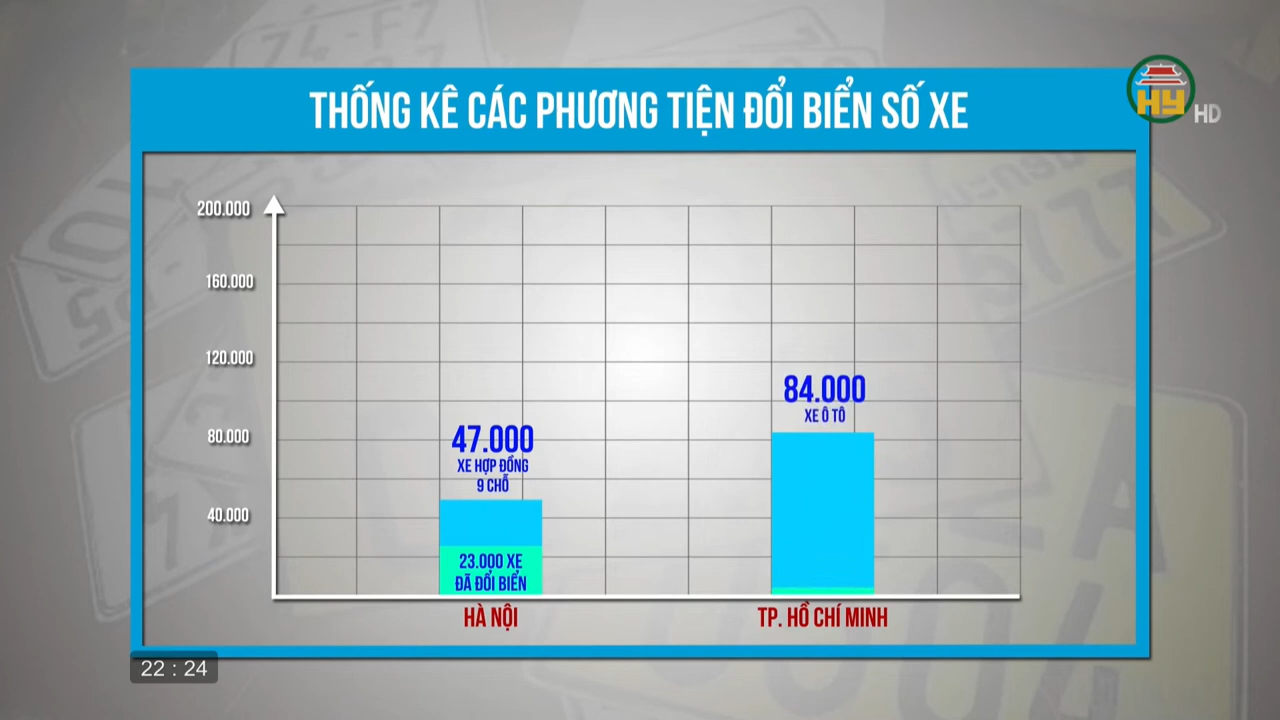 THỐNG KÊ CÁC PHƯƠNG TIỆN ĐỔI BIỂN SỐ XE
HY HD
200.000
160.000
120.000
80.000
40.000
47.000
XE HỢP ĐỒNG
9 CHỖ
23.000 XE
ĐÃ ĐỔI BIỂN
84.000
XE Ô TÔ
HÀ NỘI
TP. HỒ CHÍ MINH
22 : 24